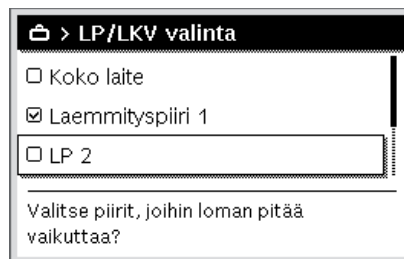 > LP/LKV valinta
Koko laite
Laemmityspiiri 1
LP 2
Valitse piirit, joihin loman pitää
vaikuttaa?